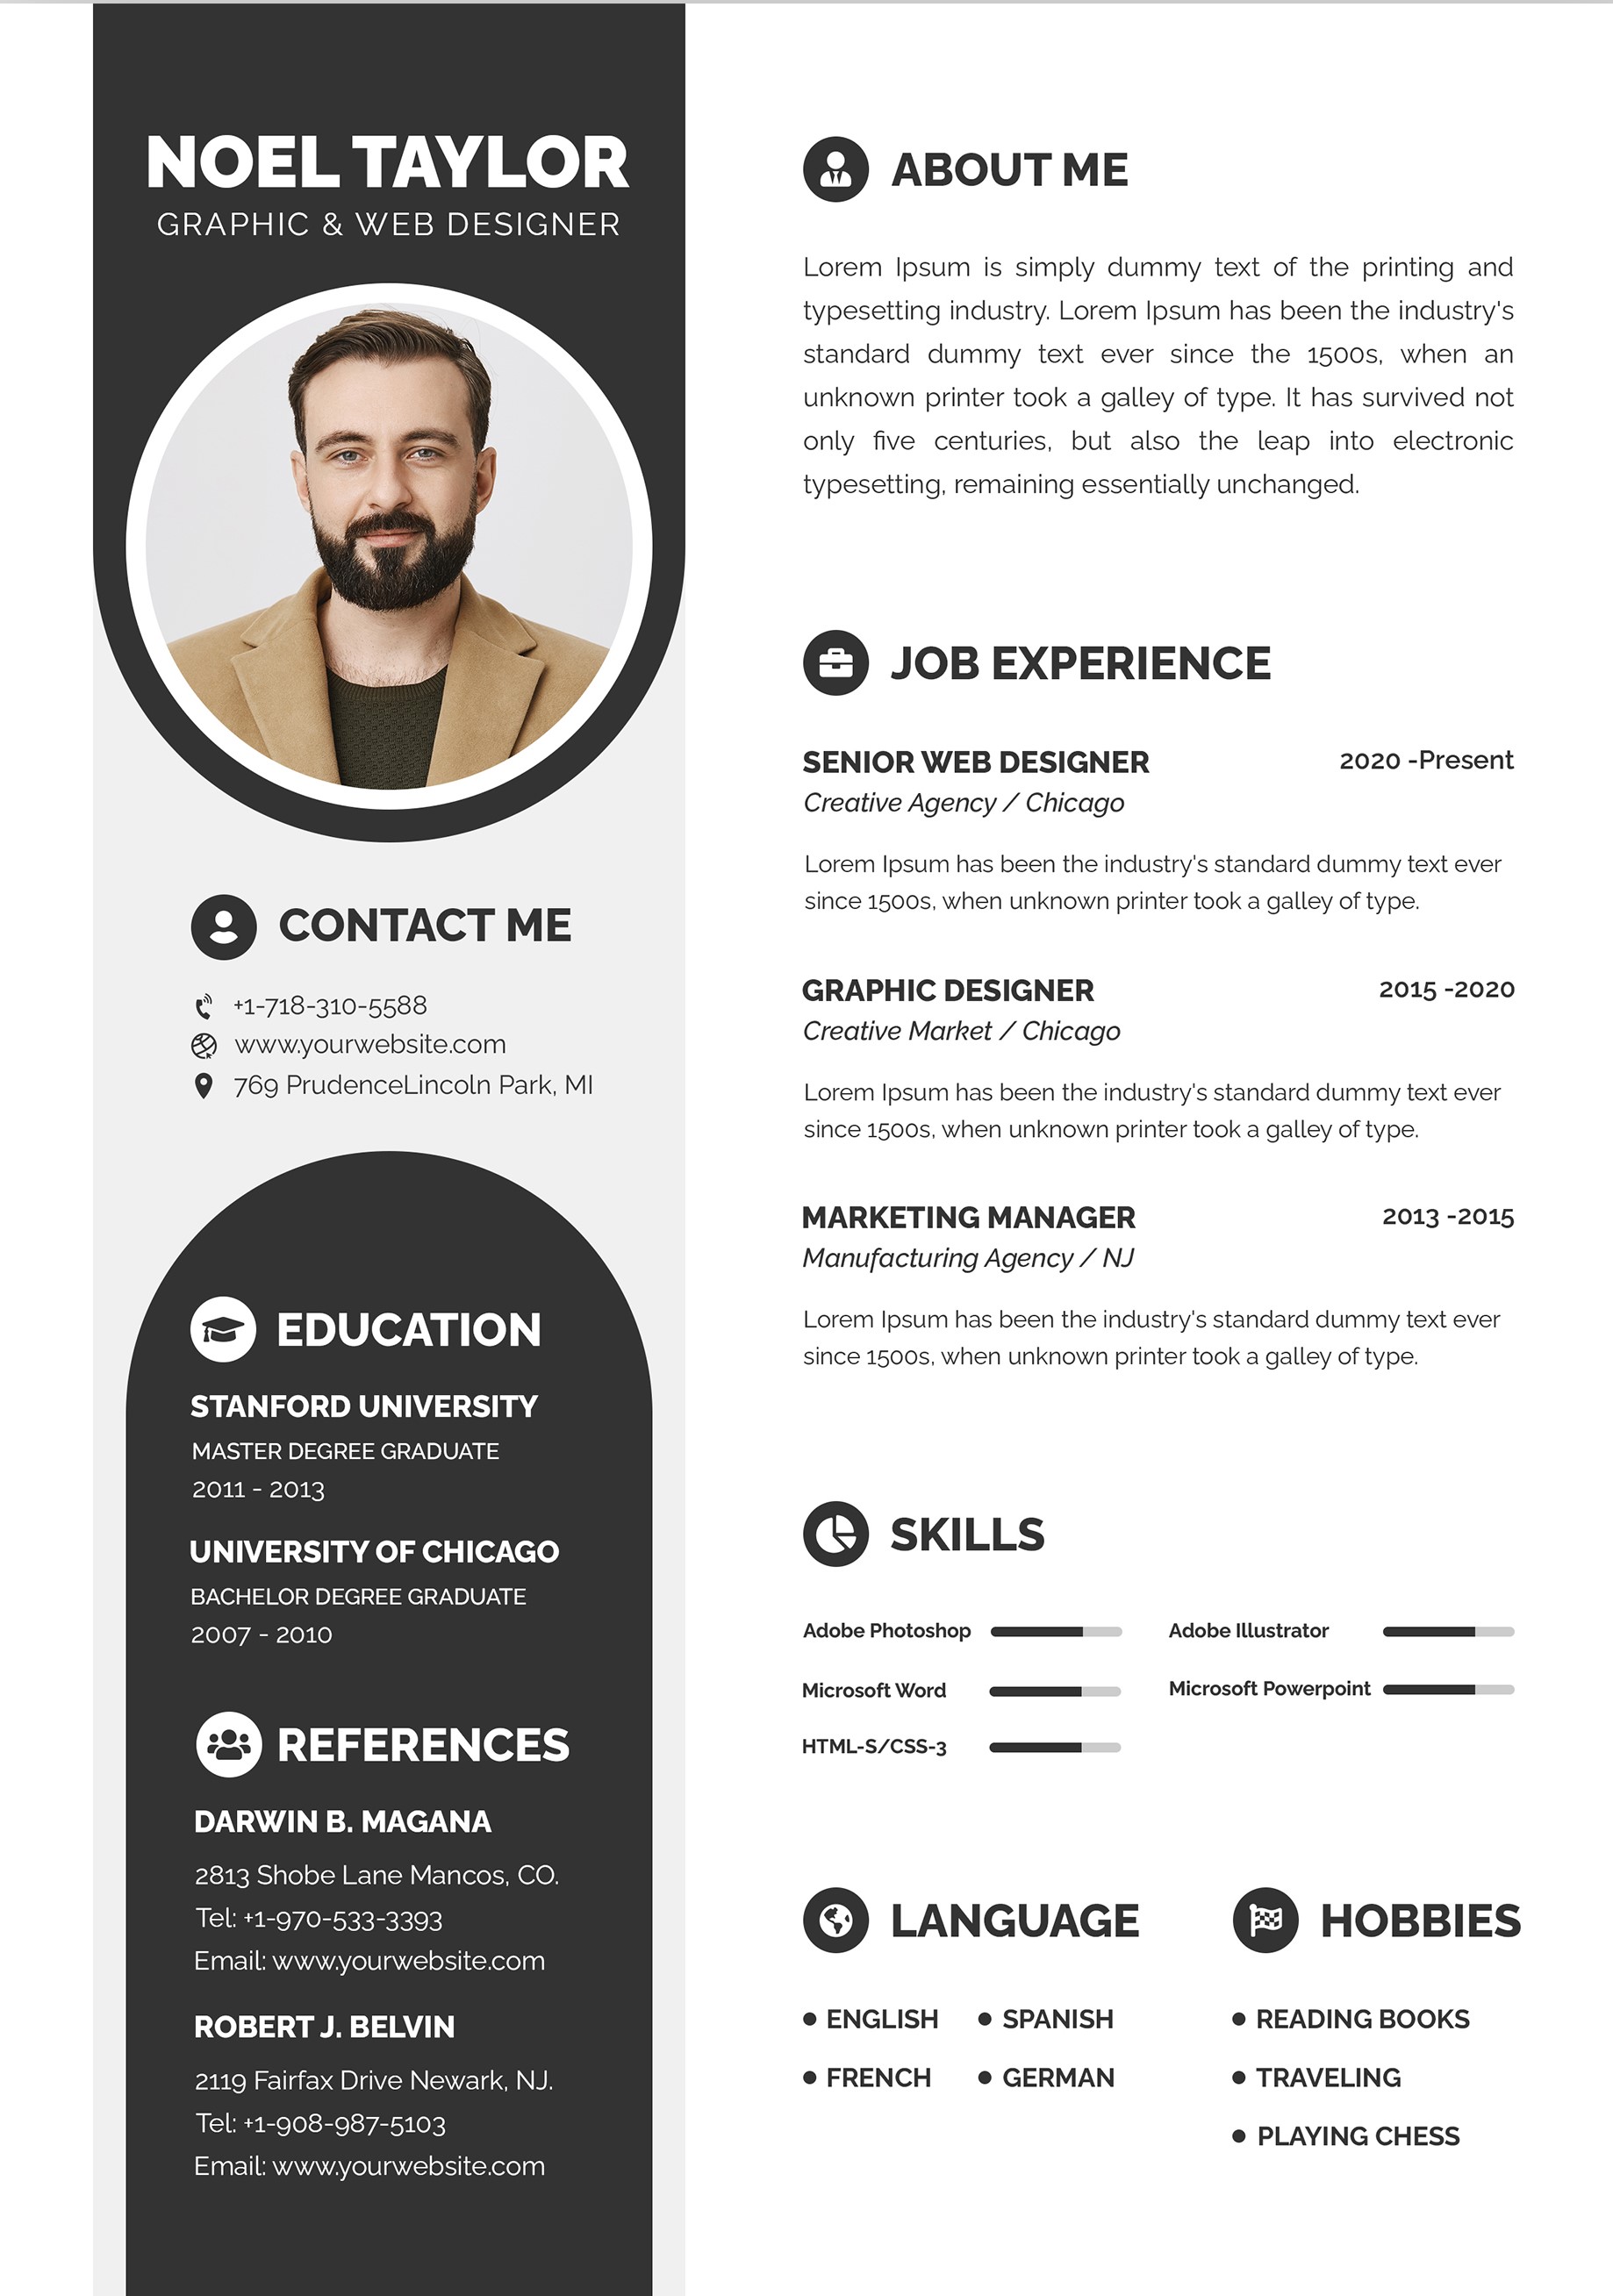 NOEL TAYLOR
GRAPHIC & WEB DESIGNER
CONTACT ME
+1-718-310-5588
www.yourwebsite.com
769 PrudenceLincoln Park, MI
EDUCATION
STANFORD UNIVERSITY
MASTER DEGREE GRADUATE
2011 - 2013
UNIVERSITY OF CHICAGO
BACHELOR DEGREE GRADUATE
2007 - 2010
REFERENCES
DARWIN B. MAGANA
2813 Shobe Lane Mancos, CO.
Tel: +1-970-533-3393
Email: www.yourwebsite.com
ROBERT J. BELVIN
2119 Fairfax Drive Newark, NJ.
Tel: +1-908-987-5103
Email: www.yourwebsite.com
ABOUT ME
Lorem Ipsum is simply dummy text of the printing and
typesetting industry. Lorem Ipsum has been the industry's
standard dummy text ever since the 1500s, when an
unknown printer took a galley of type. It has survived not
only five centuries, but also the leap into electronic
typesetting, remaining essentially unchanged.
JOB EXPERIENCE
SENIOR WEB DESIGNER 2020 -Present
Creative Agency / Chicago
Lorem Ipsum has been the industry's standard dummy text ever
since 1500s, when unknown printer took a galley of type.
GRAPHIC DESIGNER 2015 -2020
Creative Market / Chicago
Lorem Ipsum has been the industry's standard dummy text ever
since 1500s, when unknown printer took a galley of type.
MARKETING MANAGER 2013 -2015
Manufacturing Agency / NJ
Lorem Ipsum has been the industry's standard dummy text ever
since 1500s, when unknown printer took a galley of type.
SKILLS
Adobe Photoshop Adobe Illustrator
Microsoft Word Microsoft Powerpoint
HTML-S/CSS-3
LANGUAGE
• ENGLISH • SPANISH
• FRENCH • GERMAN
HOBBIES
• READING BOOKS
• TRAVELING
• PLAYING CHESS